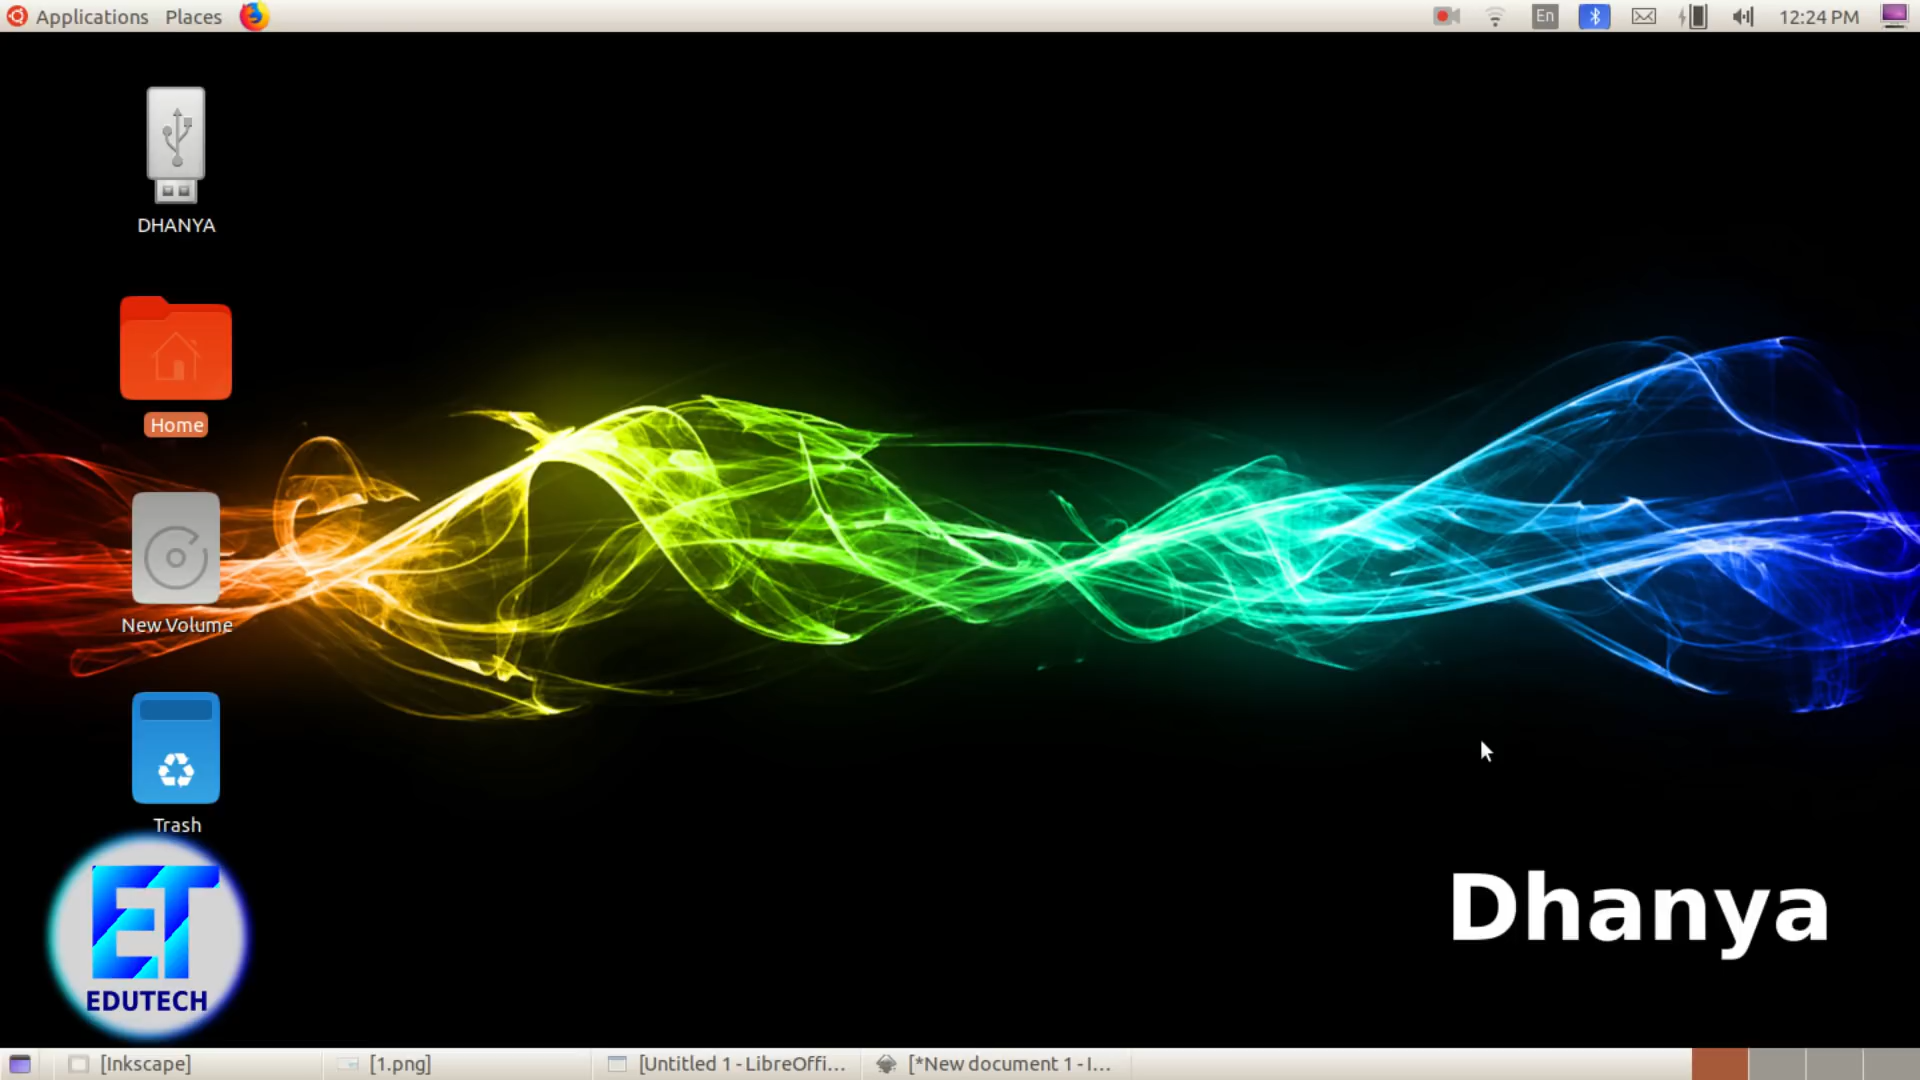 Applications Places
En
12:24 PM
DHANYA
Home
New Volume
Trash
ET
EDUTECH
Dhanya
[Inkscape]
[1.png]
[Untitled 1 - LibreOffi...
[*New document 1 - I...